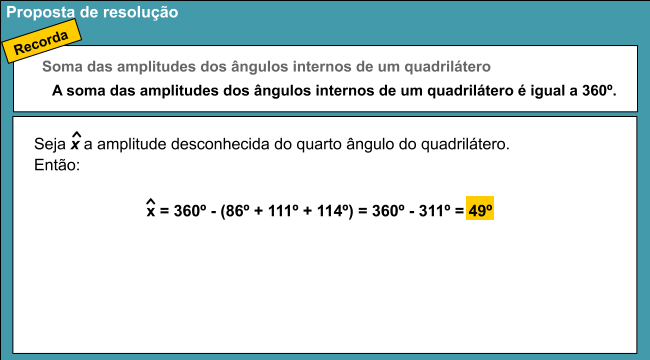 Proposta de resolução
Recorda
Soma das amplitudes dos ângulos internos de um quadrilátero
A soma das amplitudes dos ângulos internos de um quadrilátero é igual a 360º.
Seja x̂ a amplitude desconhecida do quarto ângulo do quadrilátero.
Então:
x̂ = 360º - (86º + 111º + 114º) = 360º - 311º = 49º